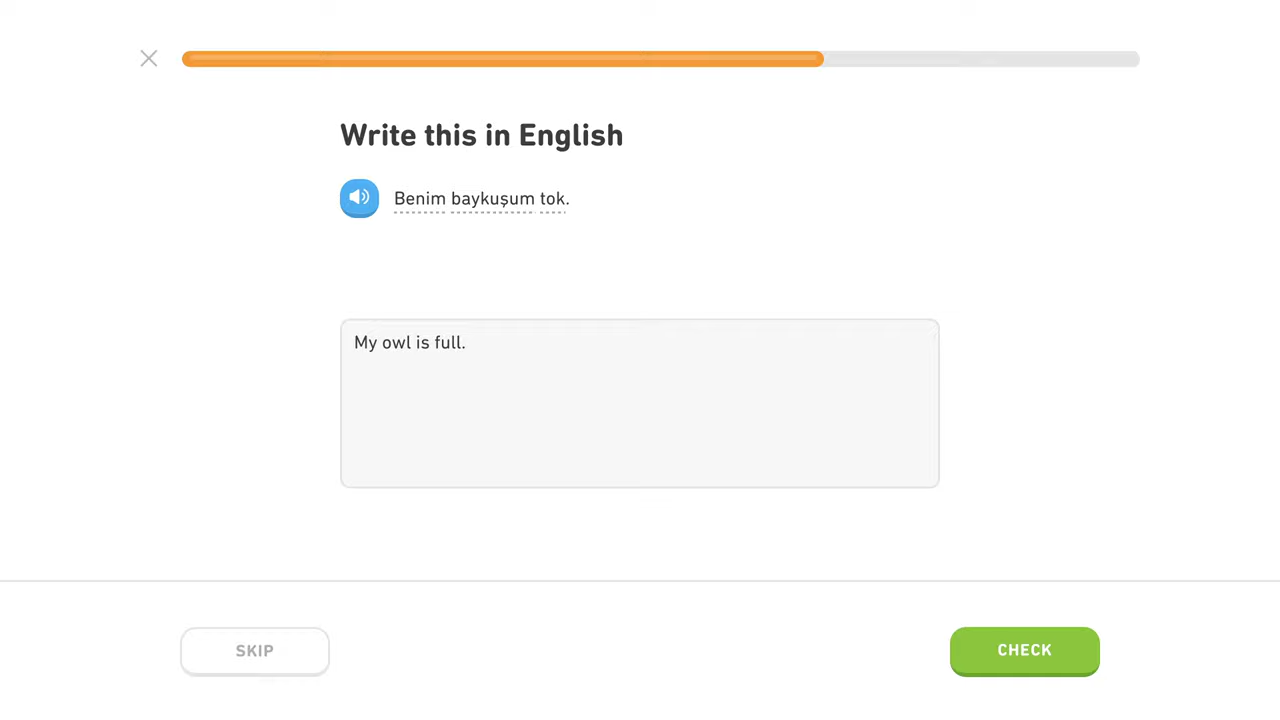 Write this in English
Benim baykuşum tok.
My owl is full.
SKIP
CHECK